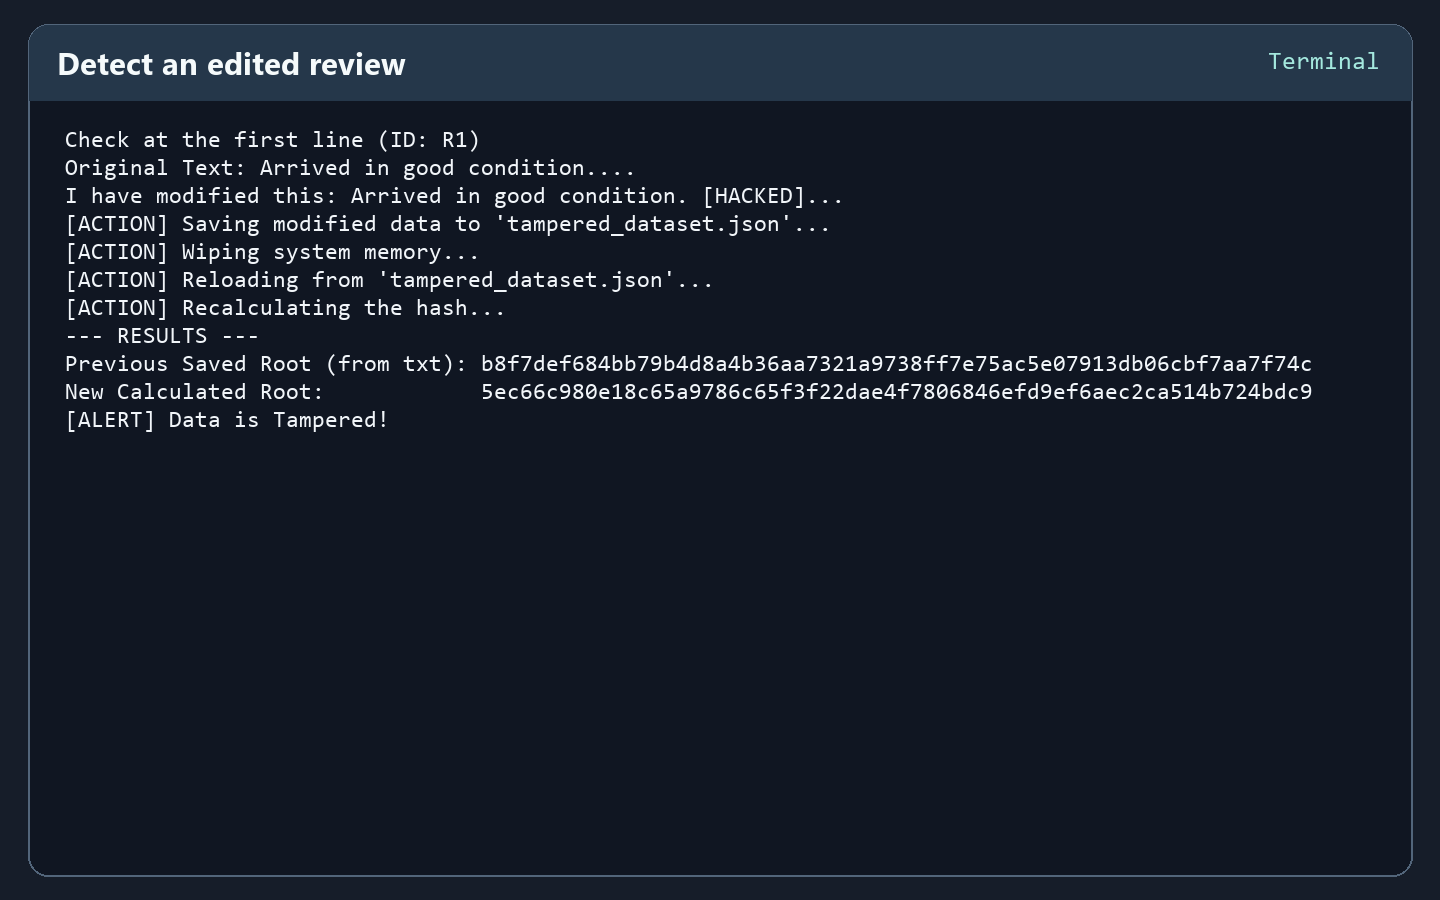 Detect an edited review
Terminal
Check at the first line (ID: R1)
Original Text: Arrived in good condition....
I have modified this: Arrived in good condition. [HACKED]...
[ACTION] Saving modified data to 'tampered_dataset.json'...
[ACTION] Wiping system memory...
[ACTION] Reloading from 'tampered_dataset.json'...
[ACTION] Recalculating the hash...
--- RESULTS ---
Previous Saved Root (from txt): b8f7def684bb79b4d8a4b36aa7321a9738ff7e75ac5e07913db06cbf7aa7f74c
New Calculated Root: 5ec66c980e18c65a9786c65f3f22dae4f7806846efd9ef6aec2ca514b724bdc9
[ALERT] Data is Tampered!